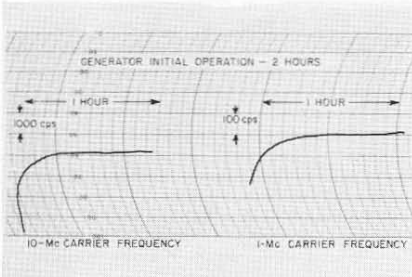 GENERATOR INITIAL OPERATION – 2 HOURS
1 HOUR
1 HOUR
1000 cps
100 cps
10-Mc CARRIER FREQUENCY
1-Mc CARRIER FREQUENCY